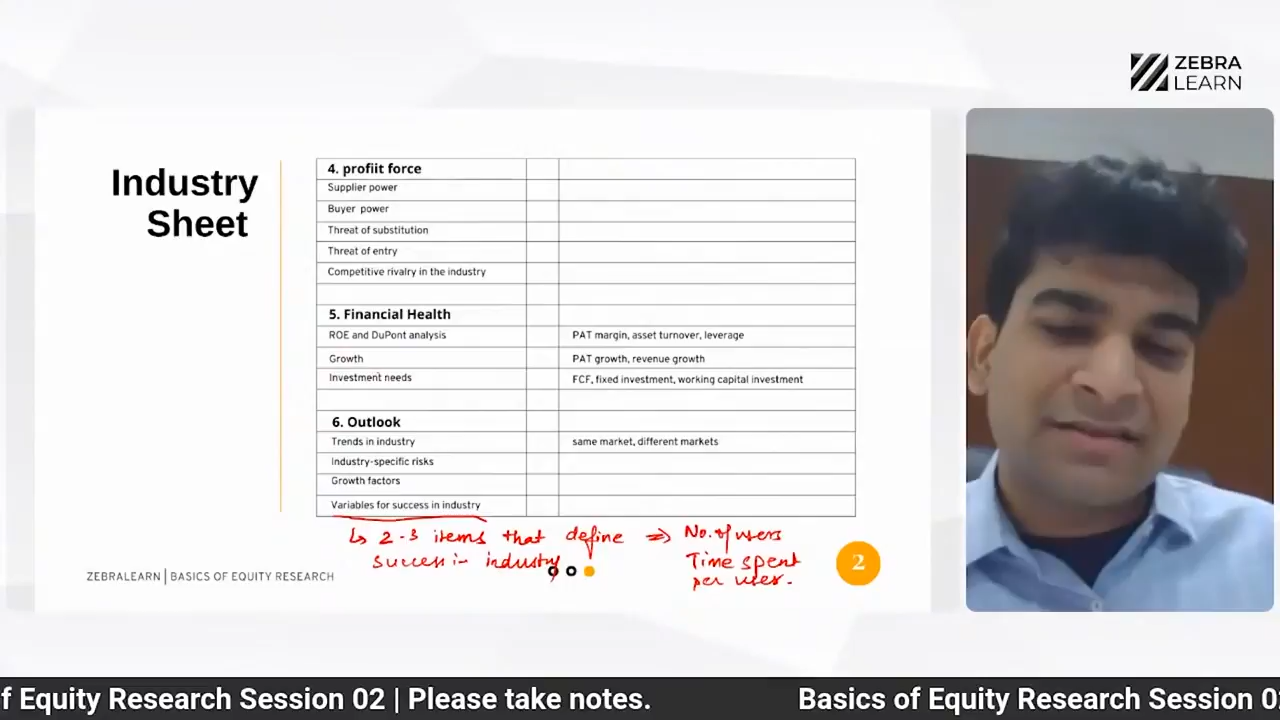 ZEBRA
LEARN
Industry
Sheet
4. profiit force
Supplier power
Buyer power
Threat of substitution
Threat of entry
Competitive rivalry in the industry
5. Financial Health
ROE and DuPont analysis PAT margin, asset turnover, leverage
Growth PAT growth, revenue growth
Investment needs FCF, fixed investment, working capital investment
6. Outlook
Trends in industry same market, different markets
Industry-specific risks
Growth factors
Variables for success in industry
↳ 2-3 items that define ⇒ No. of users
success in industry Time spent
per user.
ZEBRALEARN | BASICS OF EQUITY RESEARCH
2
f Equity Research Session 02 | Please take notes. Basics of Equity Research Session 02